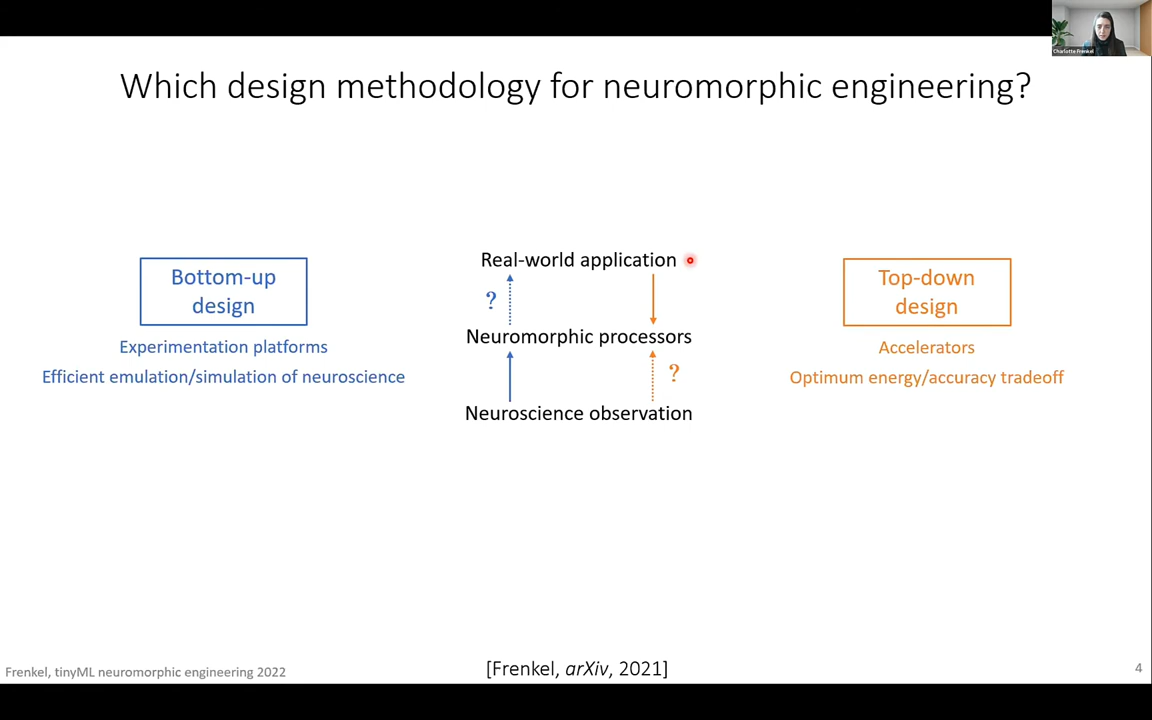 Charlotte Frenkel
Which design methodology for neuromorphic engineering?
Bottom-up
design
Experimentation platforms
Efficient emulation/simulation of neuroscience
Real-world application
?
Neuromorphic processors
?
Neuroscience observation
Top-down
design
Accelerators
Optimum energy/accuracy tradeoff
Frenkel, tinyML neuromorphic engineering 2022
[Frenkel, arXiv, 2021]
4